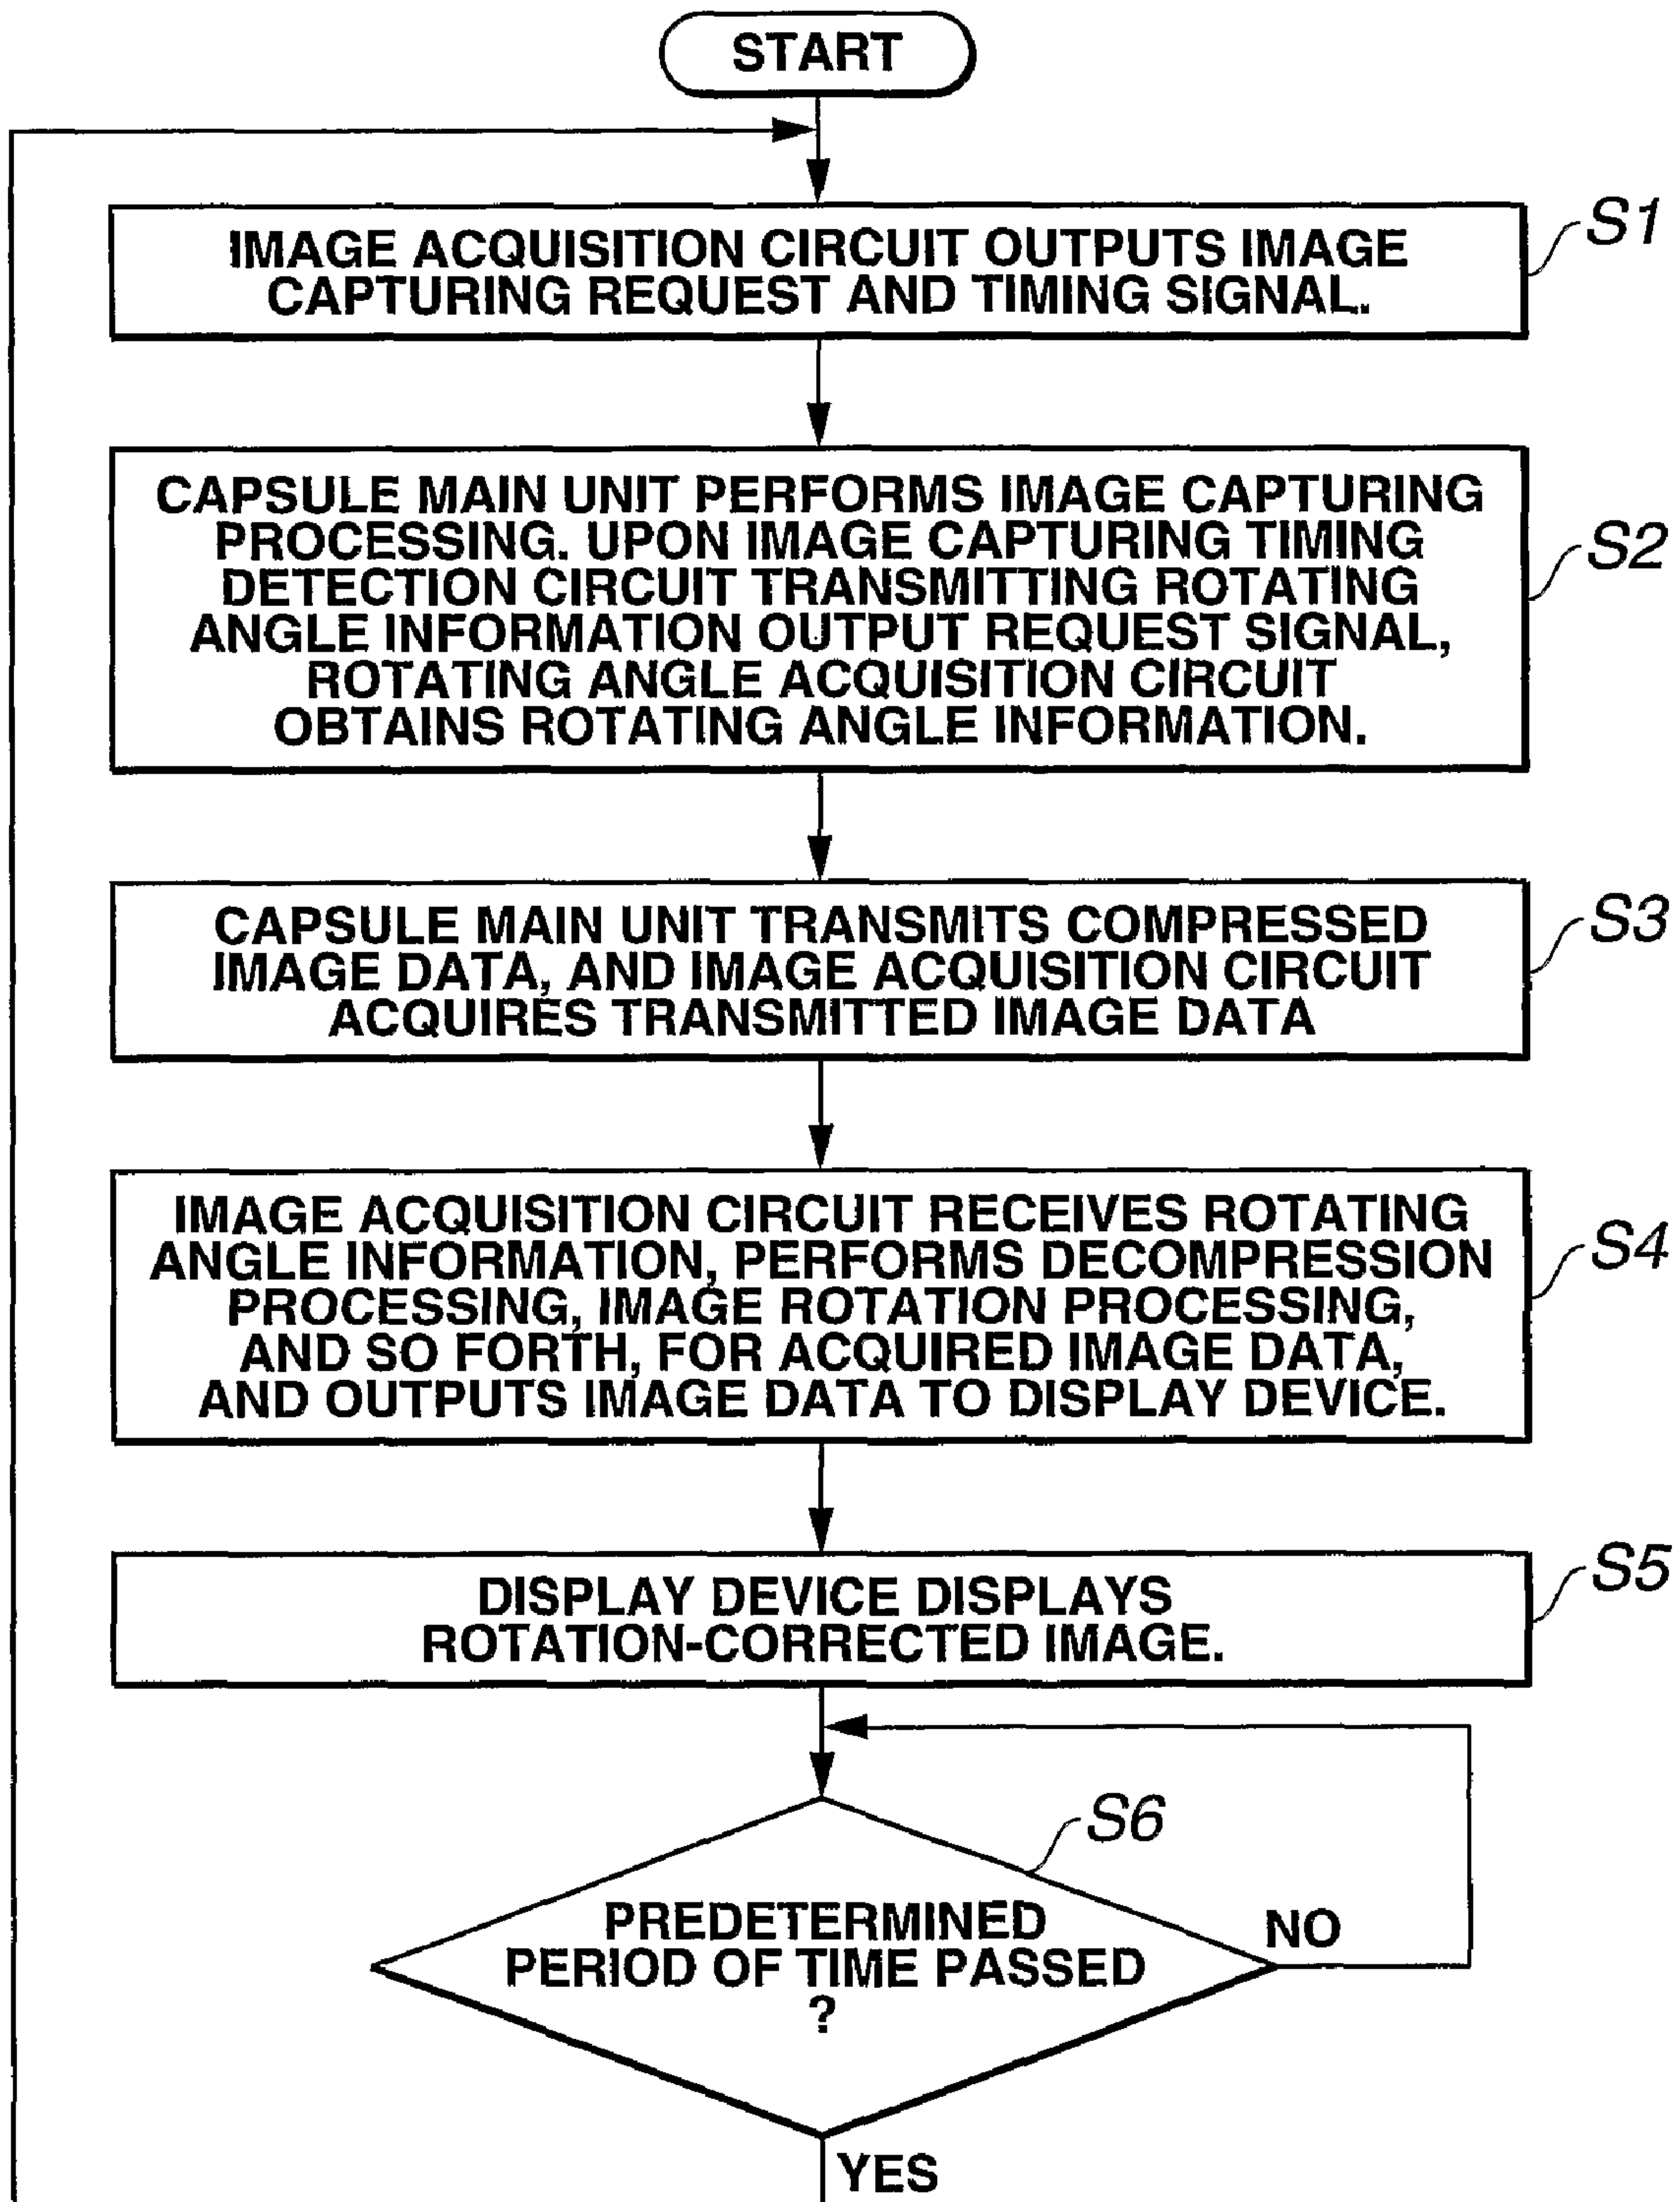 START
IMAGE ACQUISITION CIRCUIT OUTPUTS IMAGE
CAPTURING REQUEST AND TIMING SIGNAL.
S1
CAPSULE MAIN UNIT PERFORMS IMAGE CAPTURING
PROCESSING. UPON IMAGE CAPTURING TIMING
DETECTION CIRCUIT TRANSMITTING ROTATING
ANGLE INFORMATION OUTPUT REQUEST SIGNAL,
ROTATING ANGLE ACQUISITION CIRCUIT
OBTAINS ROTATING ANGLE INFORMATION.
S2
CAPSULE MAIN UNIT TRANSMITS COMPRESSED
IMAGE DATA, AND IMAGE ACQUISITION CIRCUIT
ACQUIRES TRANSMITTED IMAGE DATA
S3
IMAGE ACQUISITION CIRCUIT RECEIVES ROTATING
ANGLE INFORMATION, PERFORMS DECOMPRESSION
PROCESSING, IMAGE ROTATION PROCESSING,
AND SO FORTH, FOR ACQUIRED IMAGE DATA,
AND OUTPUTS IMAGE DATA TO DISPLAY DEVICE.
S4
DISPLAY DEVICE DISPLAYS
ROTATION-CORRECTED IMAGE.
S5
S6
PREDETERMINED
PERIOD OF TIME PASSED
?
NO
YES